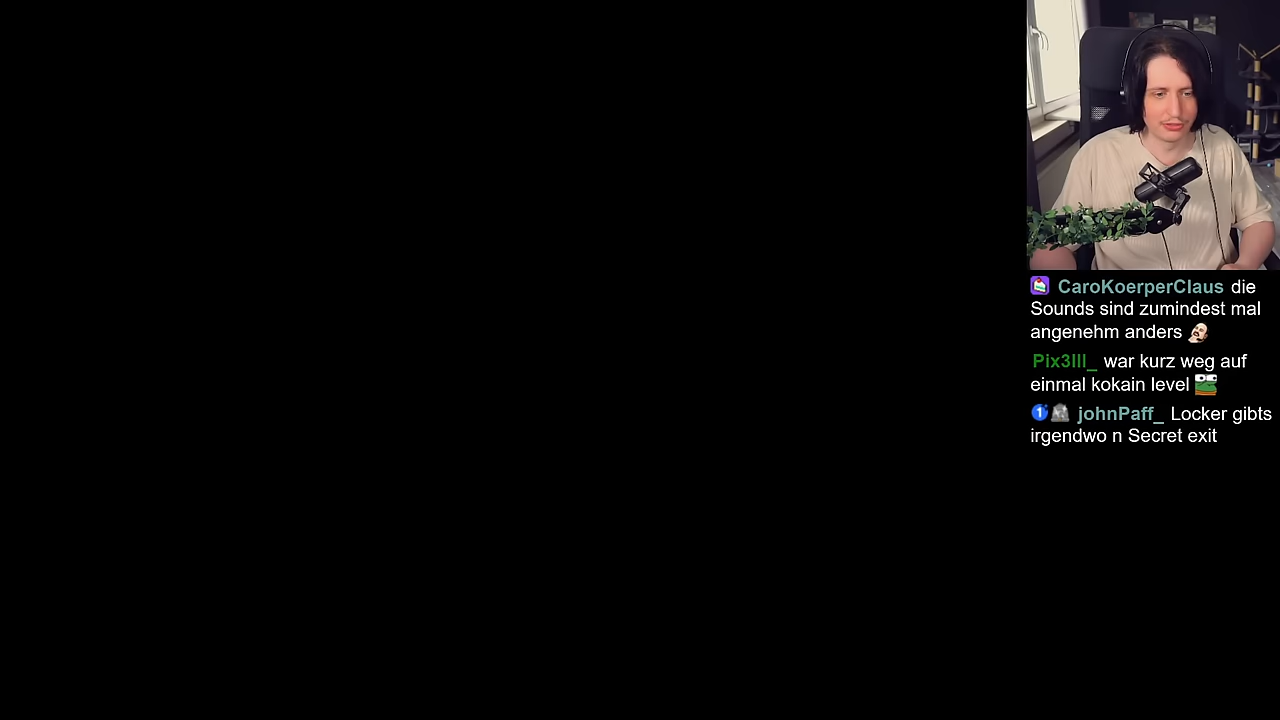 CaroKoerperClaus die
Sounds sind zumindest mal
angenehm anders
Pix3lll_ war kurz weg auf
einmal kokain level
1 johnPaff_ Locker gibts
irgendwo n Secret exit